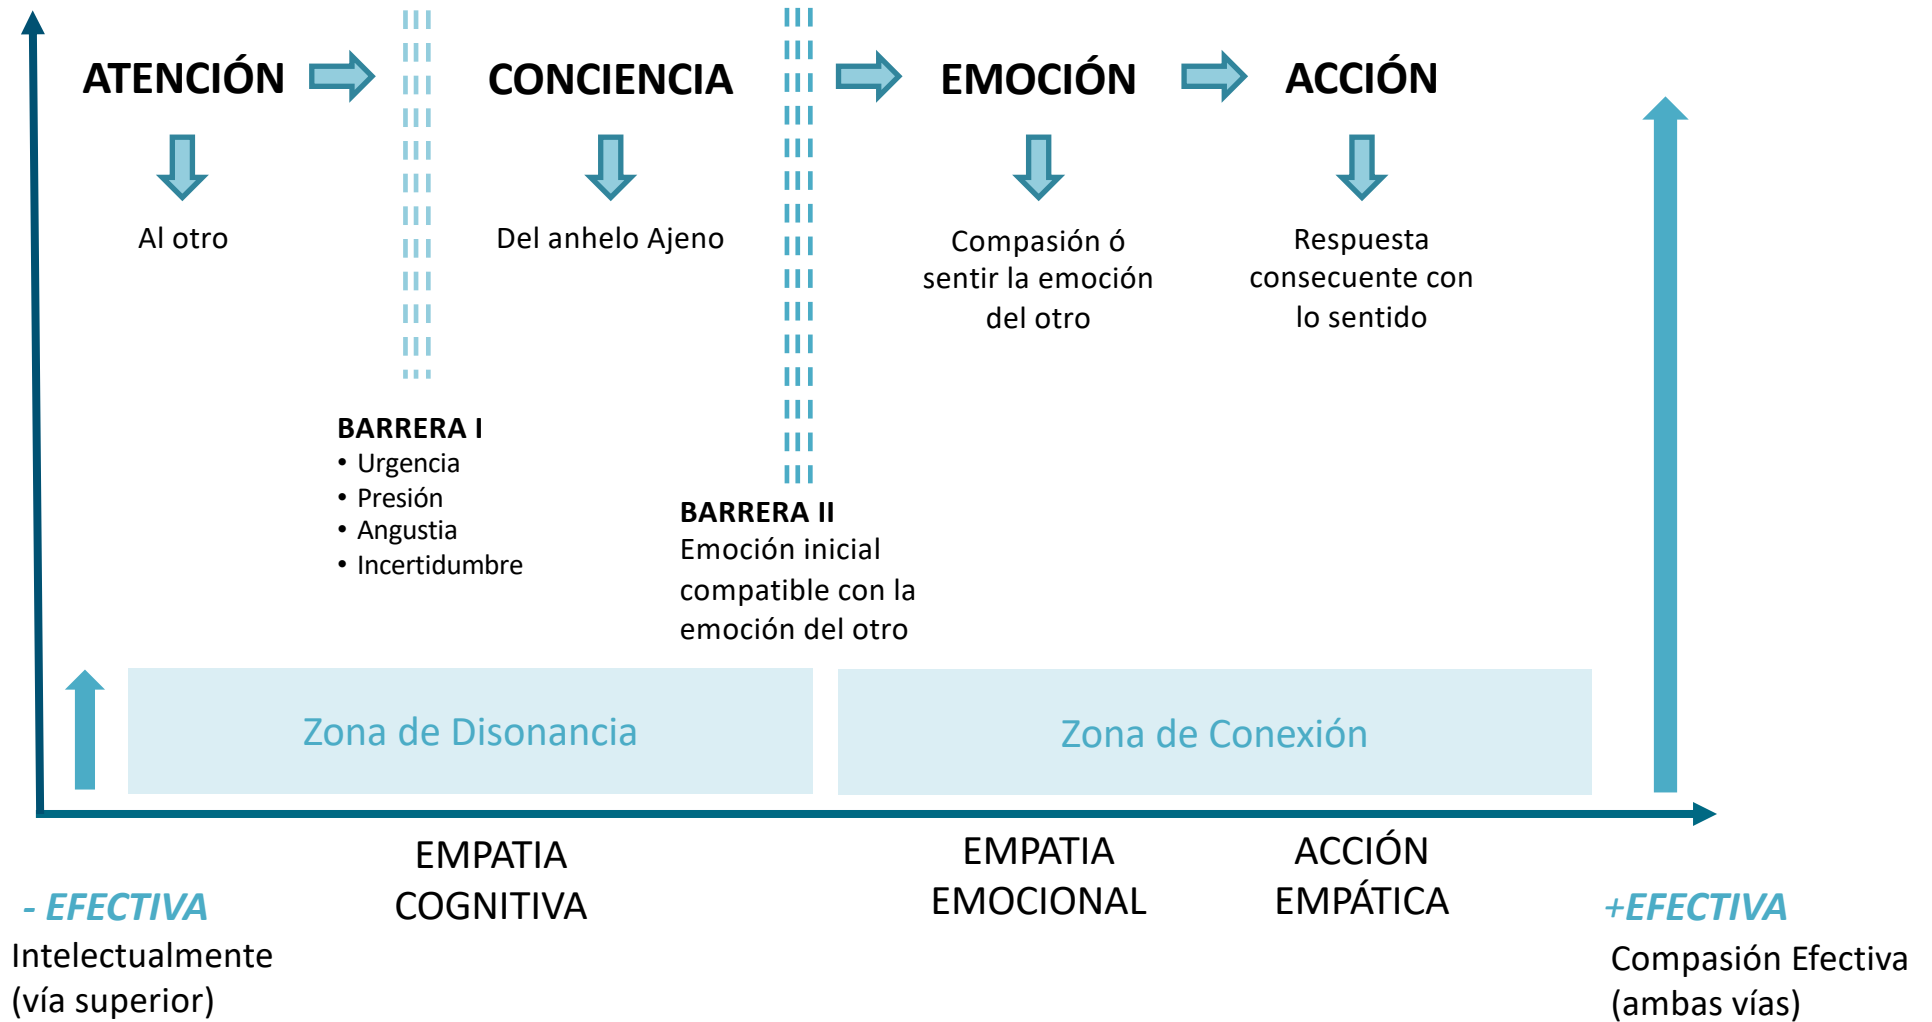 ATENCIÓN
CONCIENCIA
EMOCIÓN
ACCIÓN
Al otro
Del anhelo Ajeno
Compasión ó
sentir la emoción
del otro
Respuesta
consecuente con
lo sentido
BARRERA I
• Urgencia
• Presión
• Angustia
• Incertidumbre
BARRERA II
Emoción inicial
compatible con la
emoción del otro
Zona de Disonancia
Zona de Conexión
EMPATIA
COGNITIVA
EMPATIA
EMOCIONAL
ACCIÓN
EMPÁTICA
- EFECTIVA
Intelectualmente
(vía superior)
+EFECTIVA
Compasión Efectiva
(ambas vías)